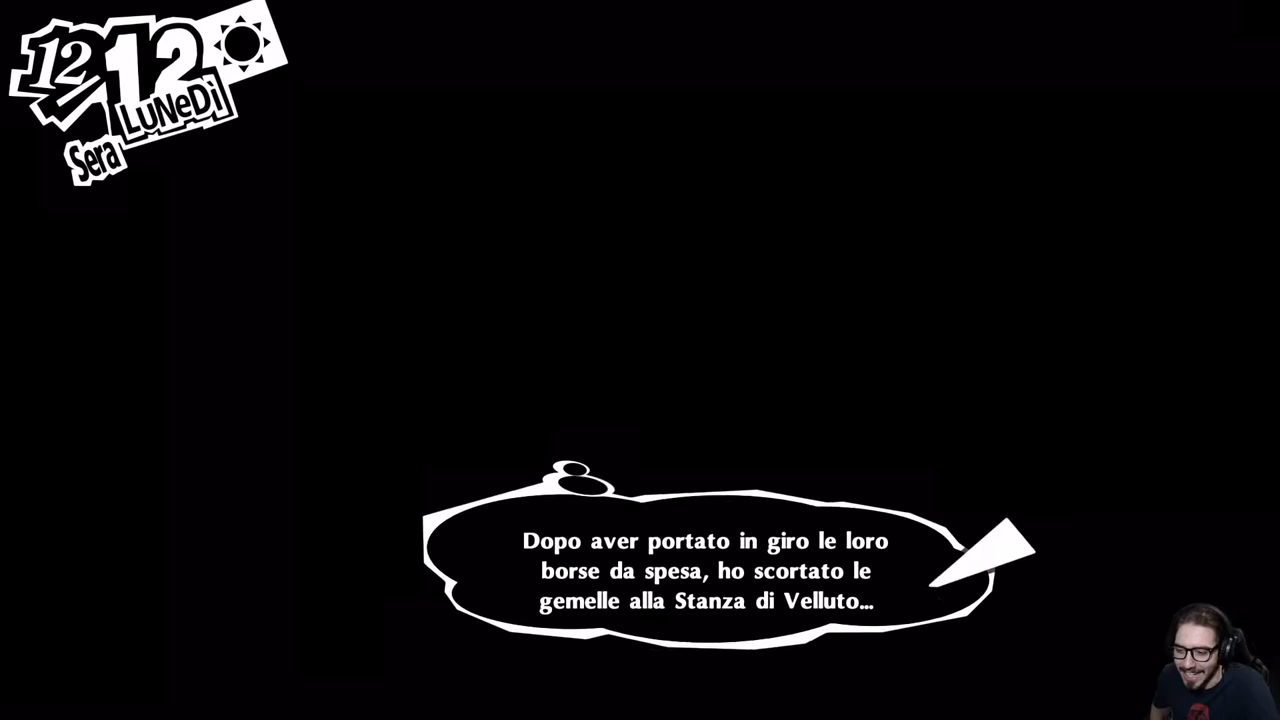 12/12
LUNeDÌ
Sera
Dopo aver portato in giro le loro
borse da spesa, ho scortato le
gemelle alla Stanza di Velluto...